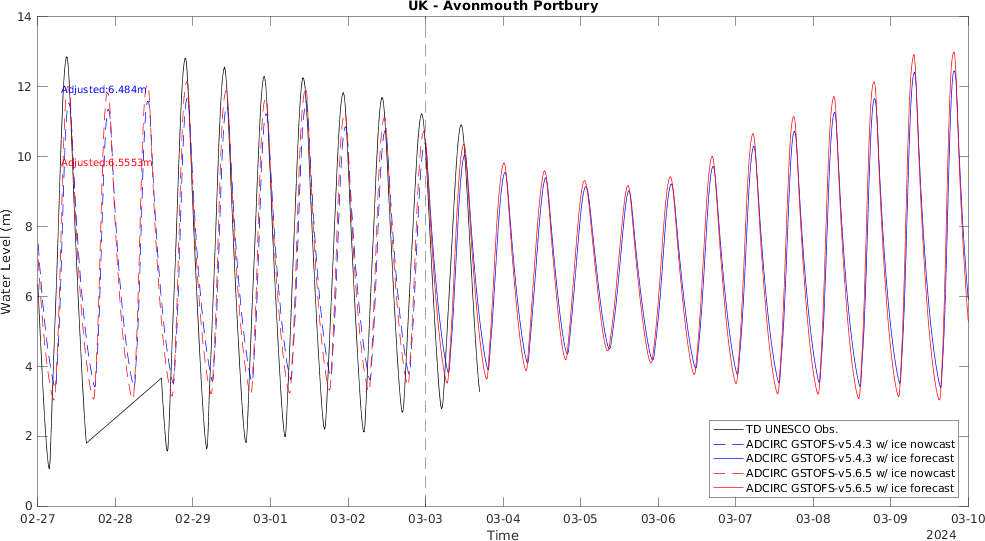 UK - Avonmouth Portbury
14
12
10
8
6
4
2
0
Water Level (m)
Adjusted:6.484m
Adjusted:6.5553m
TD UNESCO Obs.
ADCIRC GSTOFS-v5.4.3 w/ ice nowcast
ADCIRC GSTOFS-v5.4.3 w/ ice forecast
ADCIRC GSTOFS-v5.6.5 w/ ice nowcast
ADCIRC GSTOFS-v5.6.5 w/ ice forecast
02-27 02-28 02-29 03-01 03-02 03-03 03-04 03-05 03-06 03-07 03-08 03-09 03-10
Time
2024